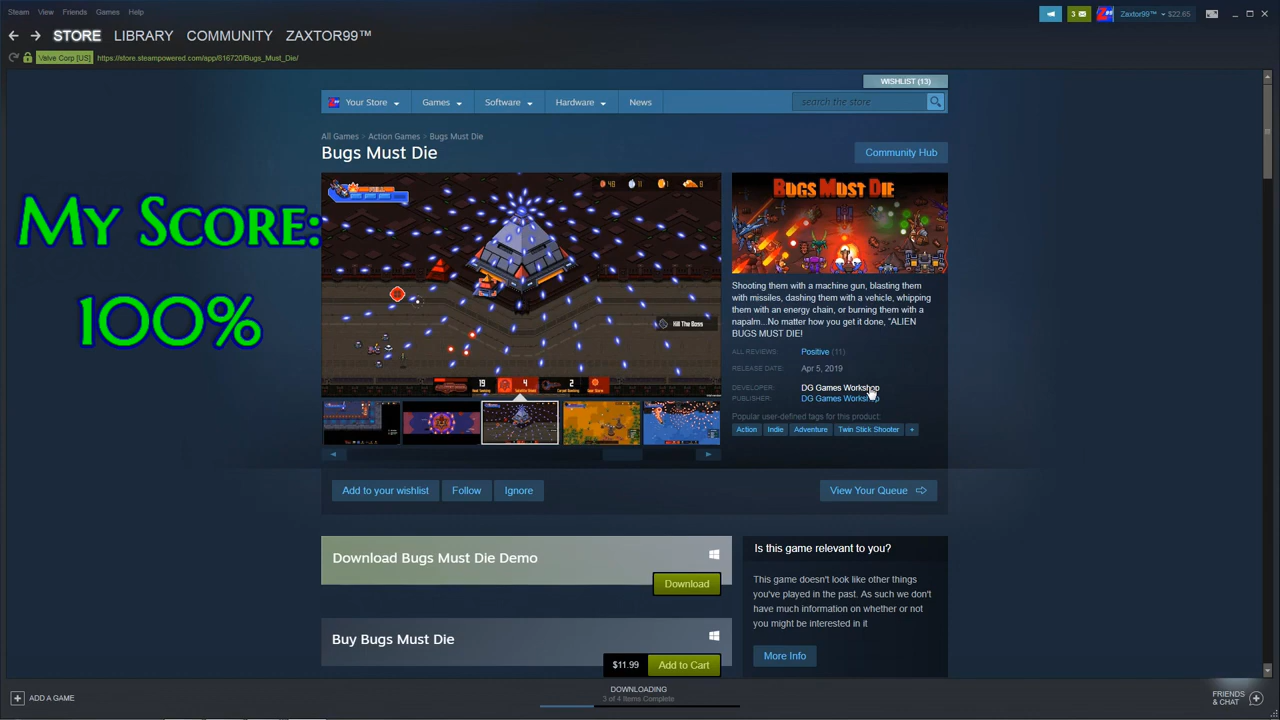 Steam View Friends Games Help
3 Zaxtor99™ $22.65
STORE LIBRARY COMMUNITY ZAXTOR99™
Valve Corp [US] https://store.steampowered.com/app/816720/Bugs_Must_Die/
WISHLIST (13)
Your Store Games Software Hardware News search the store
All Games > Action Games > Bugs Must Die
Bugs Must Die
Community Hub
My Score:
100%
Kill The Boss
19 4 2
BUGS MUST DIE
Shooting them with a machine gun, blasting them
with missiles, dashing them with a vehicle, whipping
them with an energy chain, or burning them with a
napalm...No matter how you get it done, "ALIEN
BUGS MUST DIE!
ALL REVIEWS: Positive (11)
RELEASE DATE: Apr 5, 2019
DEVELOPER: DG Games Workshop
PUBLISHER: DG Games Workshop
Popular user-defined tags for this product:
Action Indie Adventure Twin Stick Shooter +
Add to your wishlist Follow Ignore View Your Queue
Download Bugs Must Die Demo
Download
Buy Bugs Must Die
$11.99 Add to Cart
Is this game relevant to you?
This game doesn't look like other things
you've played in the past. As such we don't
have much information on whether or not
you might be interested in it
More Info
ADD A GAME
DOWNLOADING
3 of 4 Items Complete
FRIENDS
& CHAT